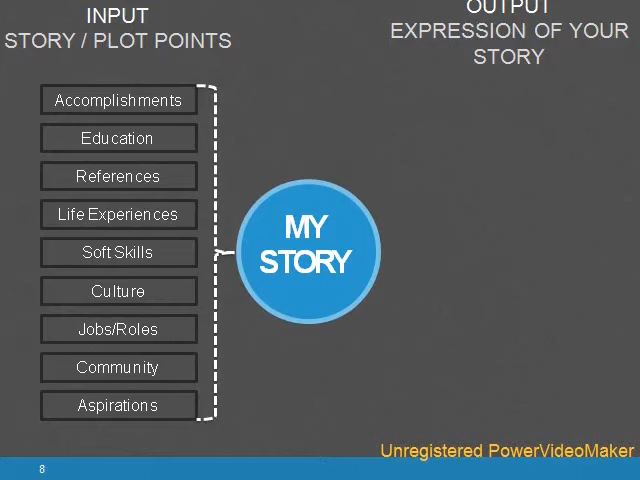 INPUT
STORY / PLOT POINTS
OUTPUT
EXPRESSION OF YOUR
STORY
Accomplishments
Education
References
Life Experiences
Soft Skills
Culture
Jobs/Roles
Community
Aspirations
MY
STORY
Unregistered PowerVideoMaker
8